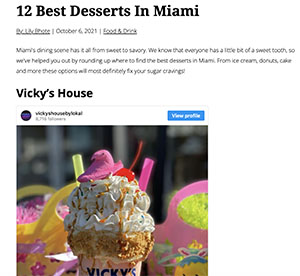 12 Best Desserts In Miami
By: Lily Bhote | October 6, 2021 | Food & Drink
Miami's dining scene has it all from sweet to savory. We know that everyone has a little bit of a sweet tooth, so
we've helped you out by rounding up where to find the best desserts in Miami. From ice cream, donuts, cake
and more these options will most definitely fix your sugar cravings!
Vicky's House
vickyshousebylokal
8,716 followers
View profile
VICKY'S